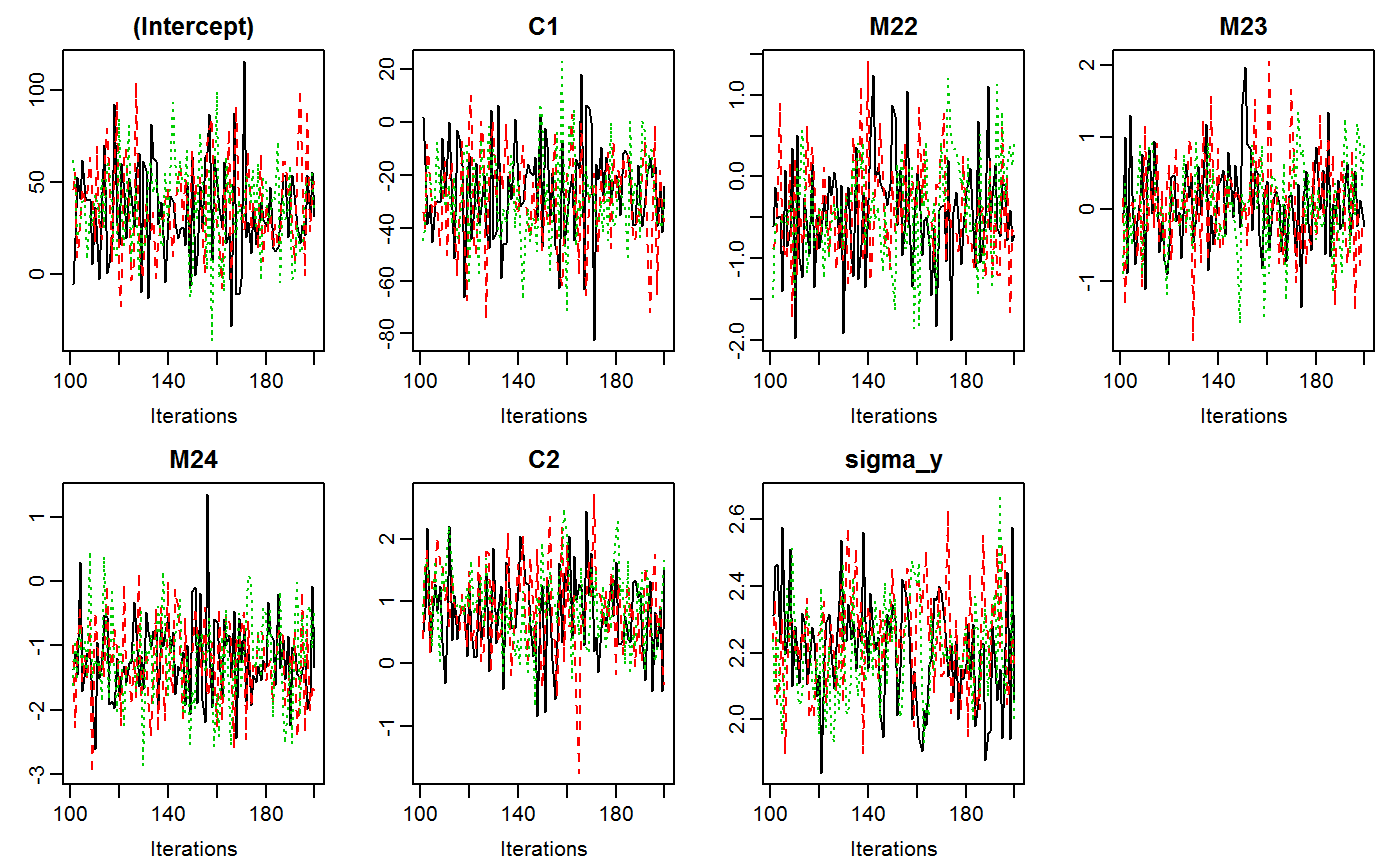 (Intercept) C1 M22 M23
100 50 0
20 0 -20 -40 -60 -80
1.0 0.0 -1.0 -2.0
2 1 0 -1
100 140 180 100 140 180 100 140 180 100 140 180
Iterations Iterations Iterations Iterations
M24 C2 sigma_y
1 0 -1 -2 -3
2 1 0 -1
2.6 2.4 2.2 2.0
100 140 180 100 140 180 100 140 180
Iterations Iterations Iterations